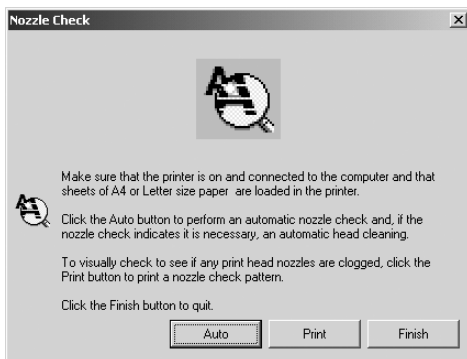 Nozzle Check
Make sure that the printer is on and connected to the computer and that
sheets of A4 or Letter size paper are loaded in the printer.
Click the Auto button to perform an automatic nozzle check and, if the
nozzle check indicates it is necessary, an automatic head cleaning.
To visually check to see if any print head nozzles are clogged, click the
Print button to print a nozzle check pattern.
Click the Finish button to quit.
Auto Print Finish